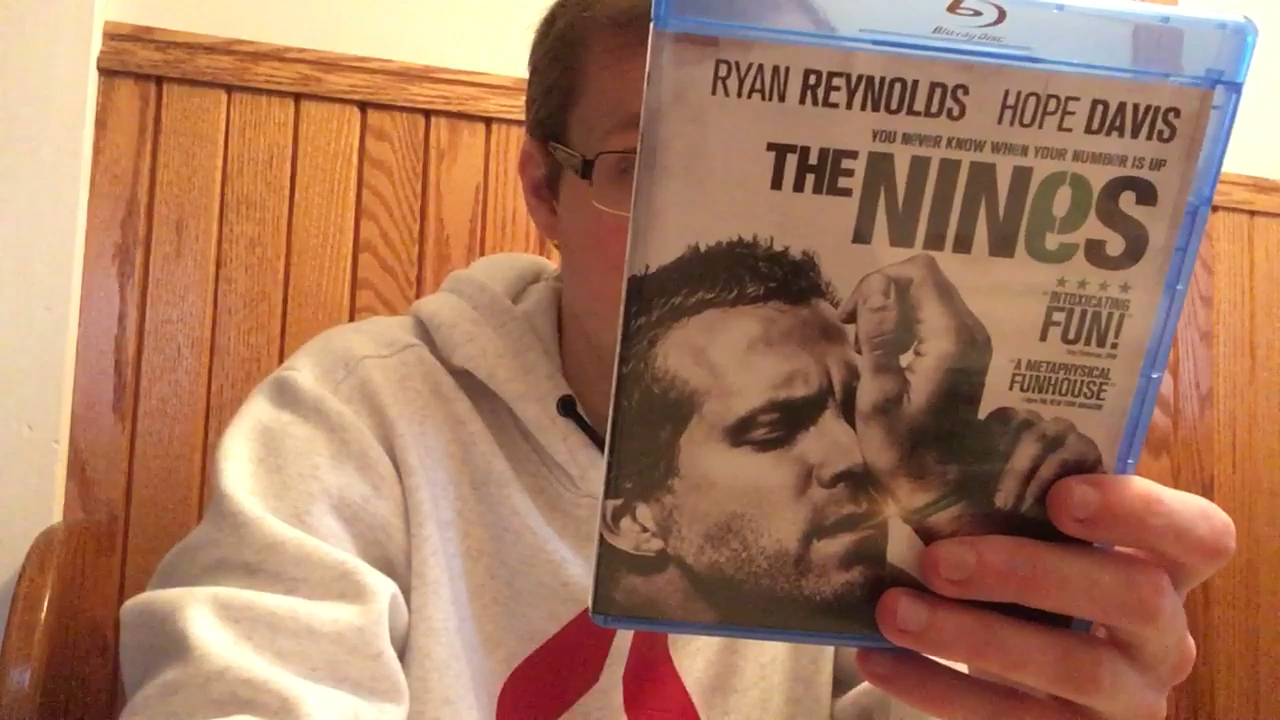 Blu-ray Disc
RYAN REYNOLDS HOPE DAVIS
YOU NeVeR KNOW WHeN YOUR NUMBeR IS UP
THE NINeS
"INTOXICATING
FUN!"
"A METAPHYSICAL
FUNHOUSE"